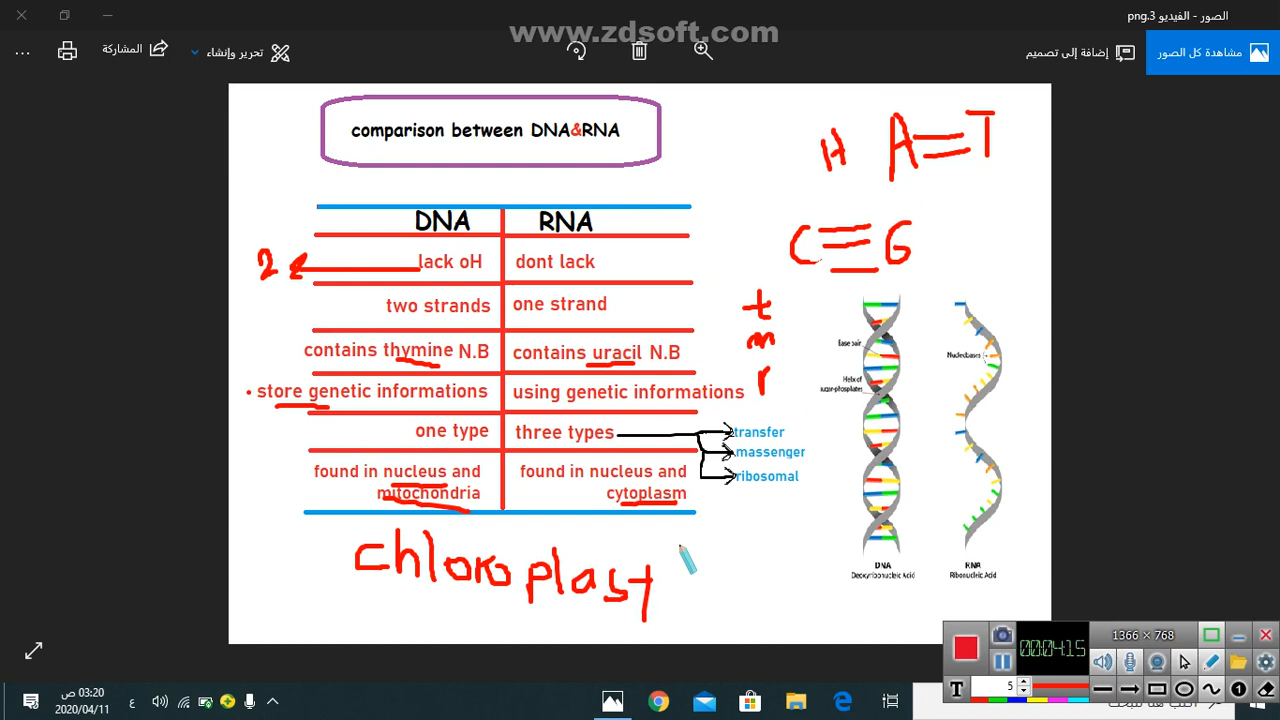 الصور - الفيديو 3.png
www.zdsoft.com
مشاهدة كل الصور
إضافة إلى تصميم
تحرير وإنشاء
المشاركة
comparison between DNA&RNA
DNA RNA
2 lack oH dont lack
two strands one strand
contains thymine N.B contains uracil N.B
• store genetic informations using genetic informations
one type three types
transfer
massenger
ribosomal
found in nucleus and mitochondria
found in nucleus and cytoplasm
chloroplast
H A=T
C≡G
t
m
r
Base pair
Helix of
sugar-phosphates
Nucleobases
DNA
Deoxyribonucleic Acid
RNA
Ribonucleic Acid
1366 × 768
00:04:15
T 5
1
03:20 ص
2020/04/11
ع